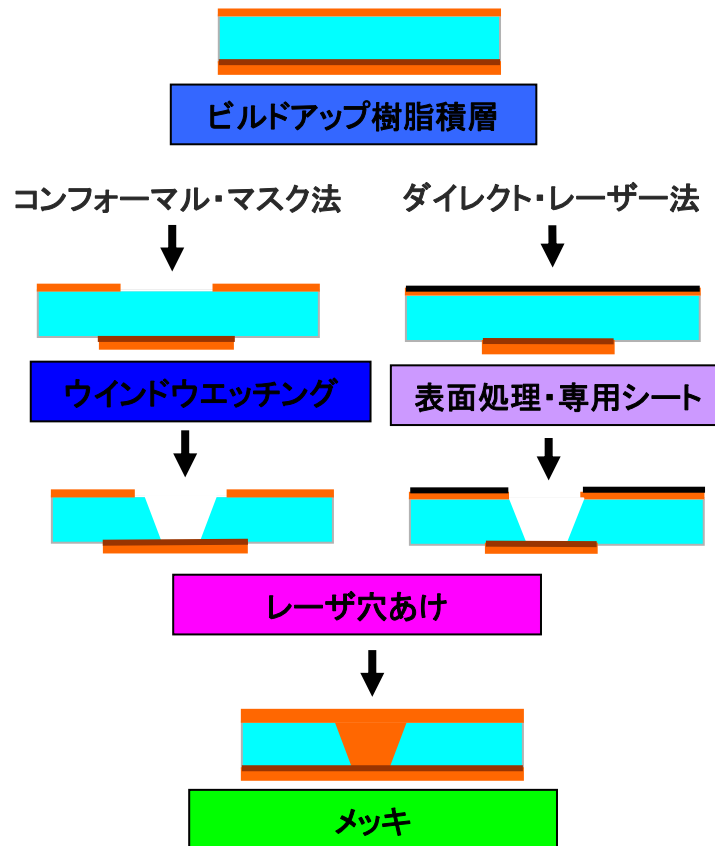 ビルドアップ樹脂積層
コンフォーマル・マスク法
ダイレクト・レーザー法
ウインドウエッチング
表面処理・専用シート
レーザ穴あけ
メッキ